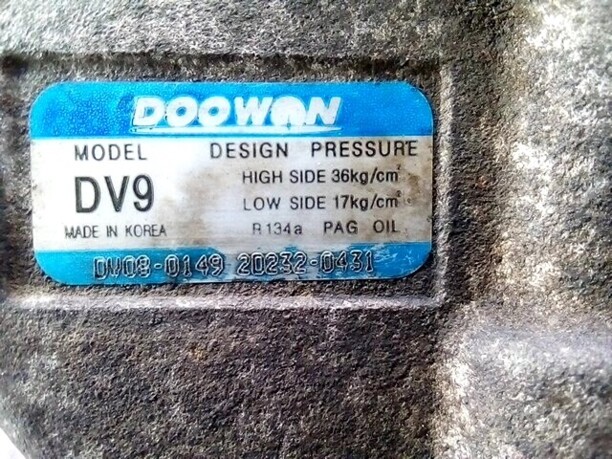 DOOWON
MODEL DESIGN PRESSURE
DV9 HIGH SIDE 36kg/cm²
LOW SIDE 17kg/cm²
MADE IN KOREA R134a PAG OIL
DV08-0149 20232-0431